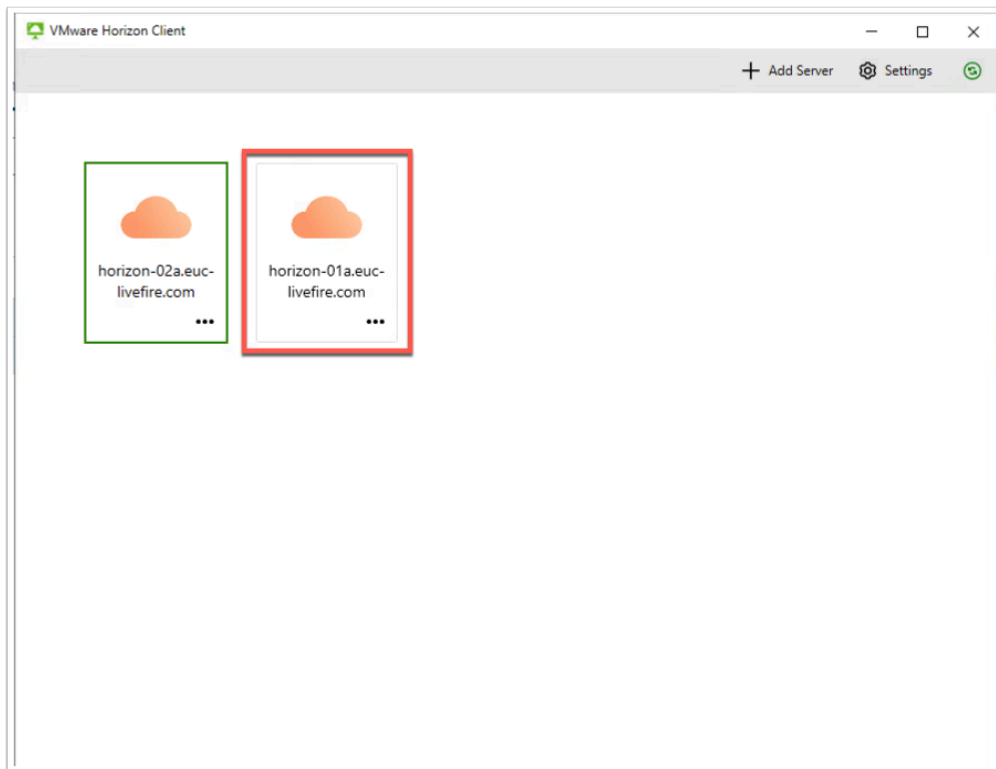 VMware Horizon Client
Add Server Settings
horizon-02a.euc-
livefire.com
horizon-01a.euc-
livefire.com